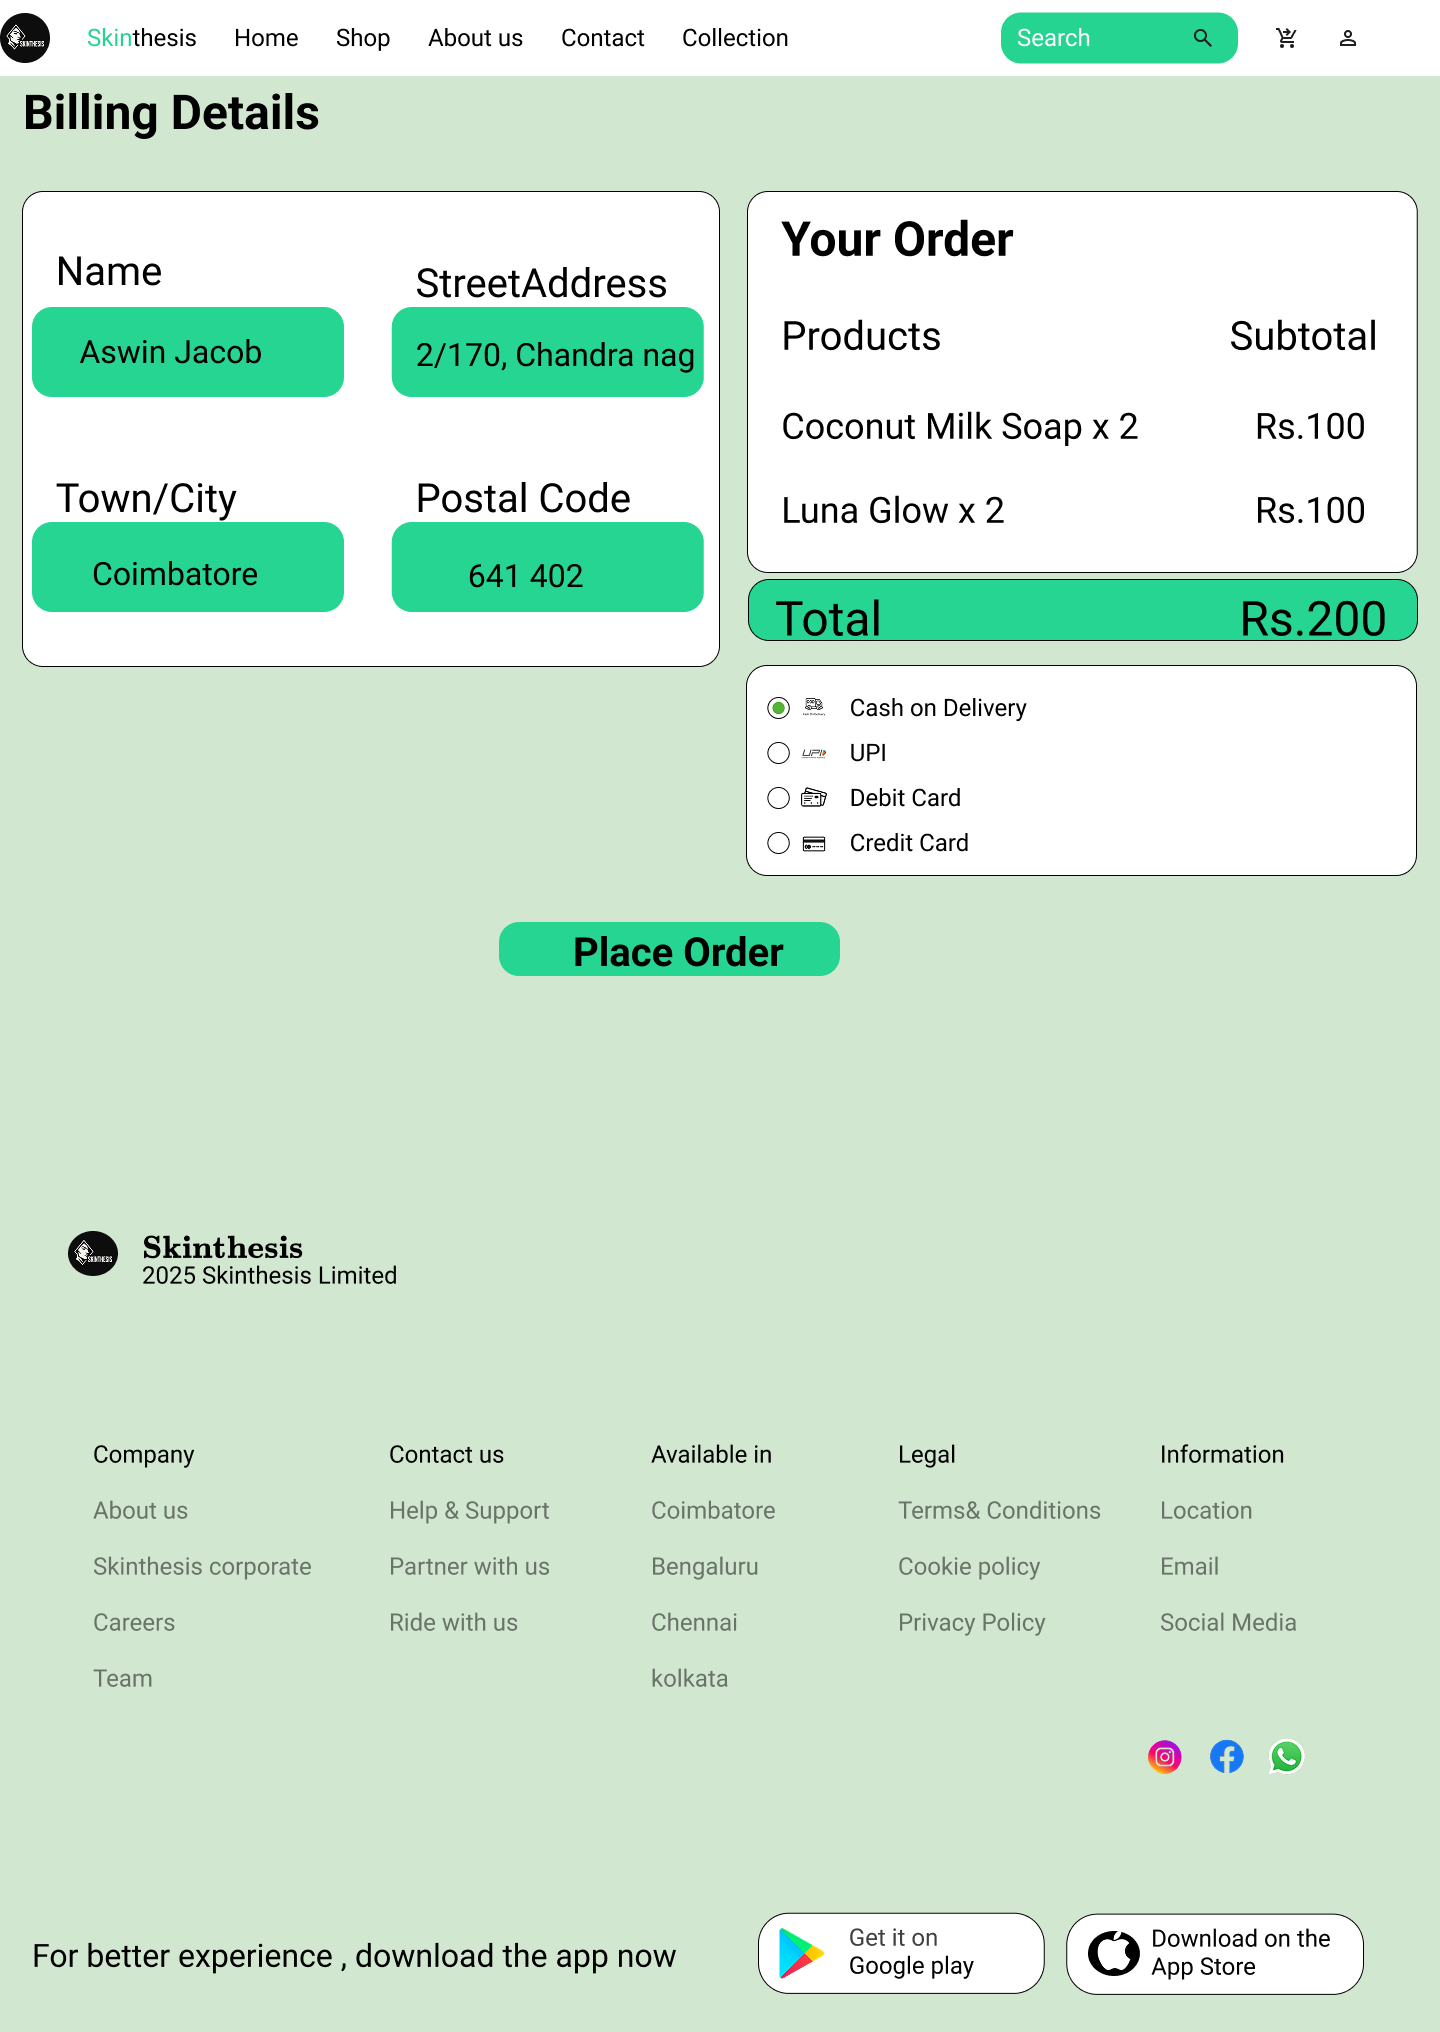 SKINTHESIS
Skinthesis Home Shop About us Contact Collection Search
Billing Details
Name
StreetAddress
Aswin Jacob
2/170, Chandra nag
Town/City
Postal Code
Coimbatore
641 402
Your Order
Products Subtotal
Coconut Milk Soap x 2 Rs.100
Luna Glow x 2 Rs.100
Total Rs.200
Cash on Delivery
UPI UPI
Debit Card
Credit Card
Place Order
SKINTHESIS
Skinthesis
2025 Skinthesis Limited
Company
About us
Skinthesis corporate
Careers
Team
Contact us
Help & Support
Partner with us
Ride with us
Available in
Coimbatore
Bengaluru
Chennai
kolkata
Legal
Terms& Conditions
Cookie policy
Privacy Policy
Information
Location
Email
Social Media
For better experience , download the app now
Get it on
Google play
Download on the
App Store